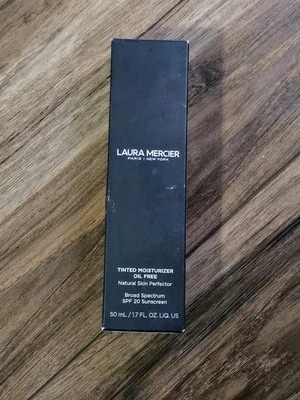 LAURA MERCIER
PARIS | NEW YORK
TINTED MOISTURIZER
OIL FREE
Natural Skin Perfector
Broad Spectrum
SPF 20 Sunscreen
50 mL / 1.7 FL. OZ. LIQ. US